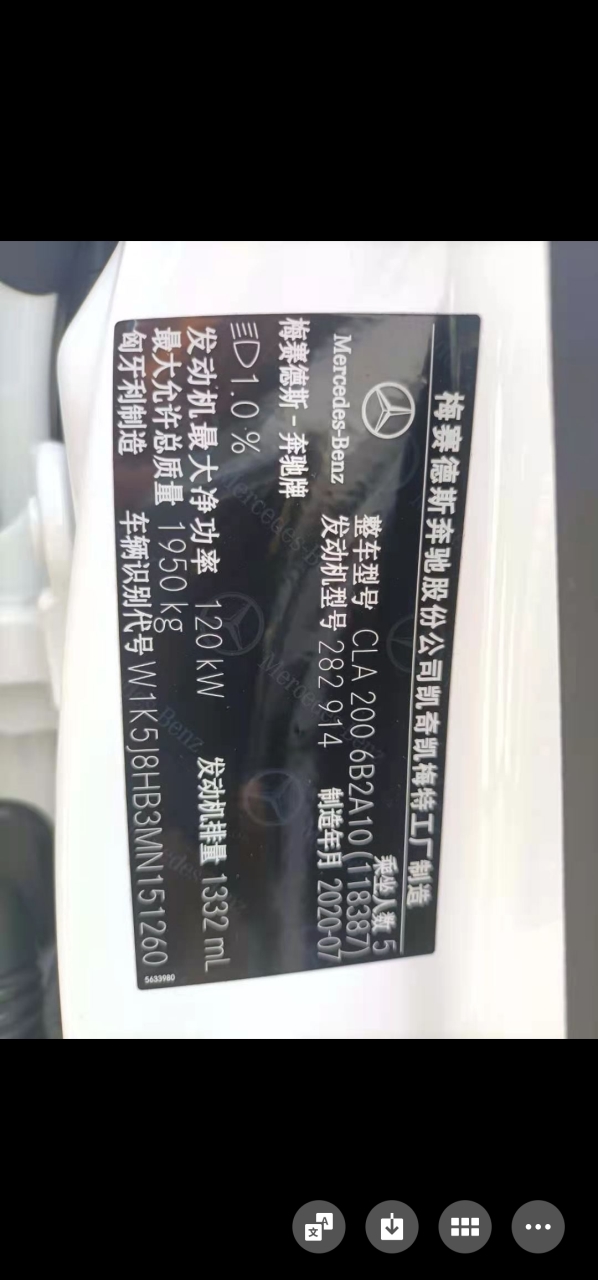 梅赛德斯奔驰股份公司凯奇凯梅特工厂 制造
乘坐人数 5
整车型号 CLA 200 6B2A10 (118387)
Mercedes-Benz
发动机型号 282 914 制造年月 2020-07
梅赛德斯-奔驰牌
1.0 %
发动机最大净功率 120 kW 发动机排量 1332 mL
最大允许总质量 1950 kg
匈牙利制造 车辆识别代号 W1K5J8HB3MN151260
5633980